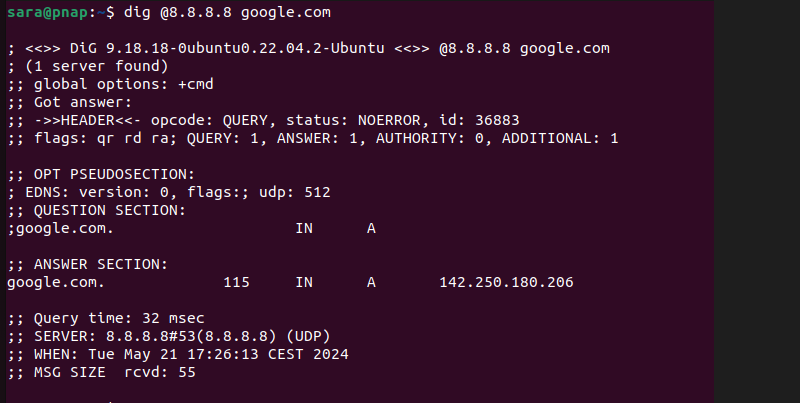 sara@pnap:~$ dig @8.8.8.8 google.com
; <<>> DiG 9.18.18-0ubuntu0.22.04.2-Ubuntu <<>> @8.8.8.8 google.com
; (1 server found)
;; global options: +cmd
;; Got answer:
;; ->>HEADER<<- opcode: QUERY, status: NOERROR, id: 36883
;; flags: qr rd ra; QUERY: 1, ANSWER: 1, AUTHORITY: 0, ADDITIONAL: 1
;; OPT PSEUDOSECTION:
; EDNS: version: 0, flags:; udp: 512
;; QUESTION SECTION:
;google.com. IN A
;; ANSWER SECTION:
google.com. 115 IN A 142.250.180.206
;; Query time: 32 msec
;; SERVER: 8.8.8.8#53(8.8.8.8) (UDP)
;; WHEN: Tue May 21 17:26:13 CEST 2024
;; MSG SIZE rcvd: 55